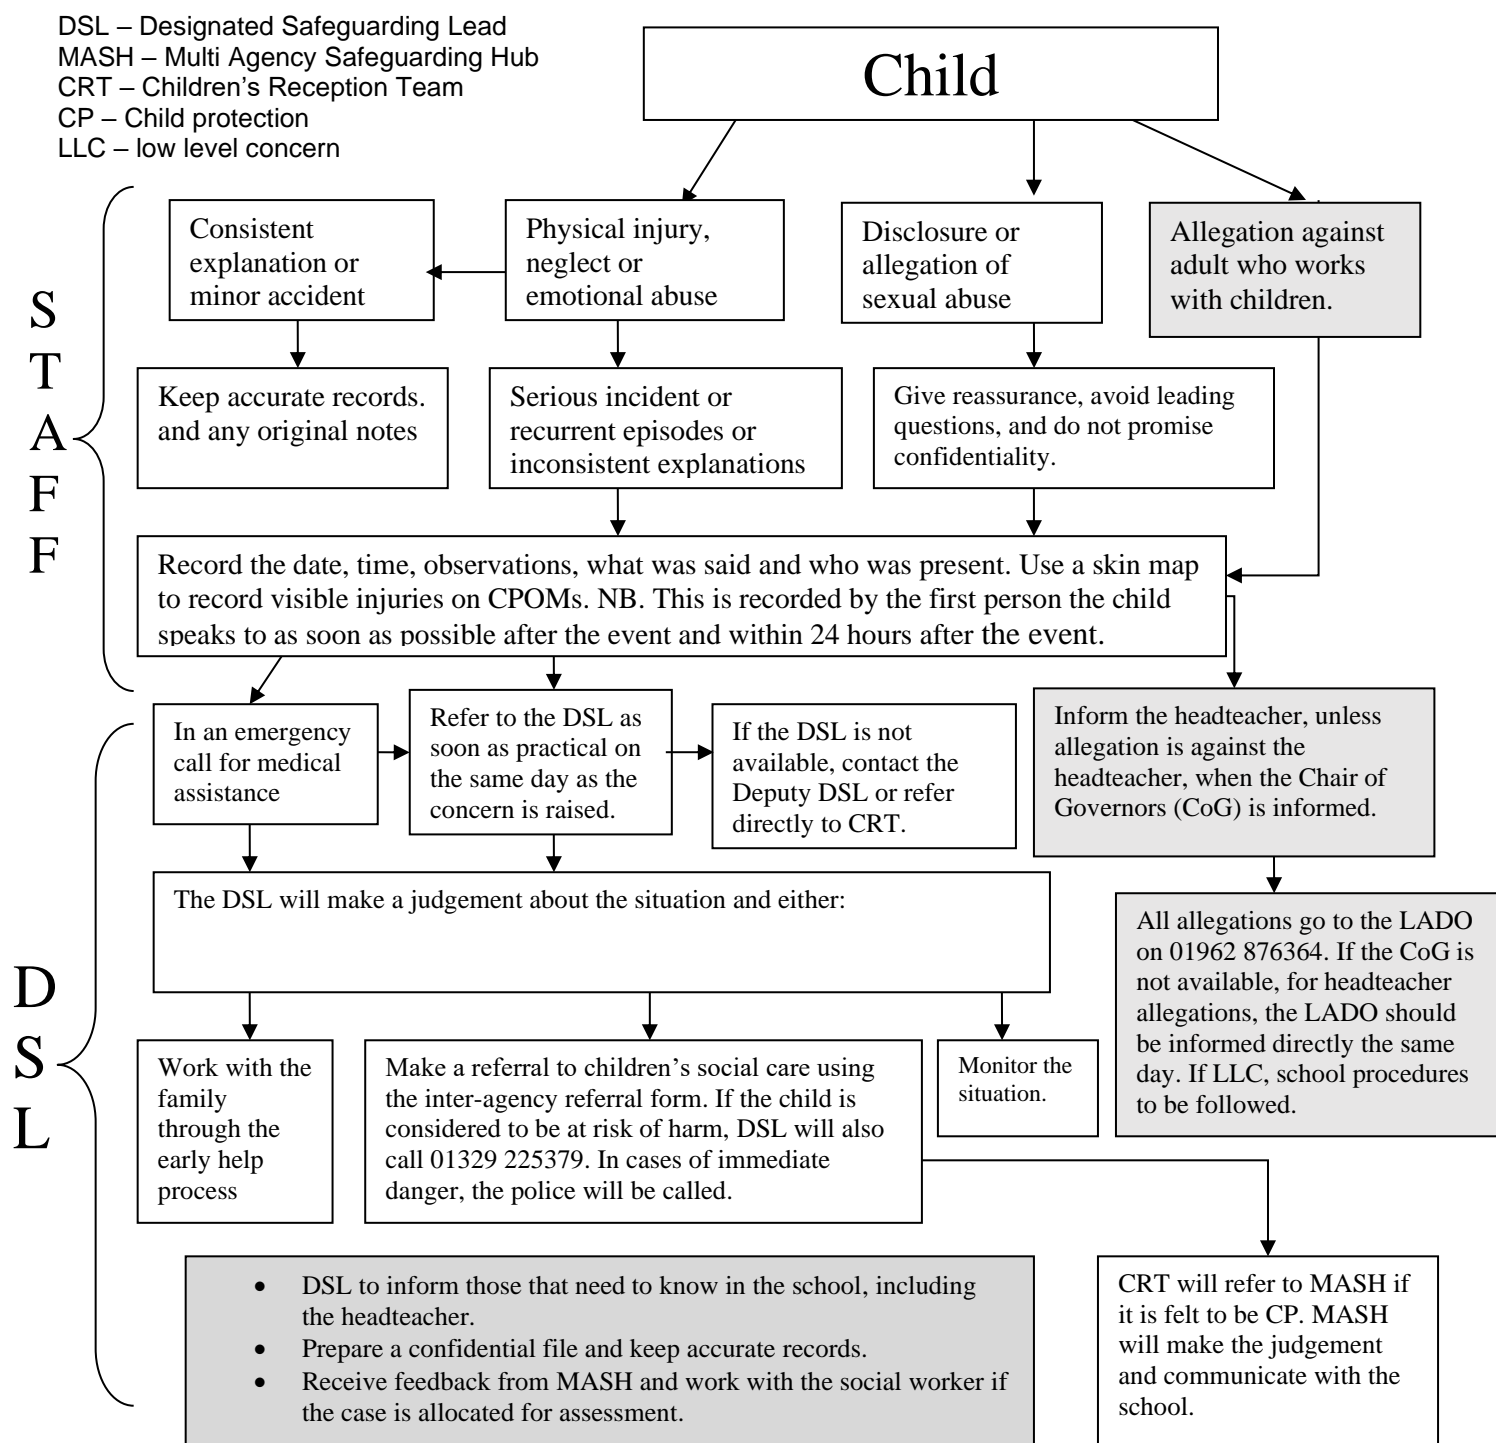 DSL – Designated Safeguarding Lead
MASH – Multi Agency Safeguarding Hub
CRT – Children's Reception Team
CP – Child protection
LLC – low level concern
Child
S
T
A
F
F
Consistent
explanation or
minor accident
Physical injury,
neglect or
emotional abuse
Disclosure or
allegation of
sexual abuse
Allegation against
adult who works
with children.
Keep accurate records.
and any original notes
Serious incident or
recurrent episodes or
inconsistent explanations
Give reassurance, avoid leading
questions, and do not promise
confidentiality.
Record the date, time, observations, what was said and who was present. Use a skin map
to record visible injuries on CPOMs. NB. This is recorded by the first person the child
speaks to as soon as possible after the event and within 24 hours after the event.
D
S
L
In an emergency
call for medical
assistance
Refer to the DSL as
soon as practical on
the same day as the
concern is raised.
If the DSL is not
available, contact the
Deputy DSL or refer
directly to CRT.
Inform the headteacher, unless
allegation is against the
headteacher, when the Chair of
Governors (CoG) is informed.
The DSL will make a judgement about the situation and either:
All allegations go to the LADO
on 01962 876364. If the CoG is
not available, for headteacher
allegations, the LADO should
be informed directly the same
day. If LLC, school procedures
to be followed.
Work with the
family
through the
early help
process
Make a referral to children's social care using
the inter-agency referral form. If the child is
considered to be at risk of harm, DSL will also
call 01329 225379. In cases of immediate
danger, the police will be called.
Monitor the
situation.
• DSL to inform those that need to know in the school, including
the headteacher.
• Prepare a confidential file and keep accurate records.
• Receive feedback from MASH and work with the social worker if
the case is allocated for assessment.
CRT will refer to MASH if
it is felt to be CP. MASH
will make the judgement
and communicate with the
school.